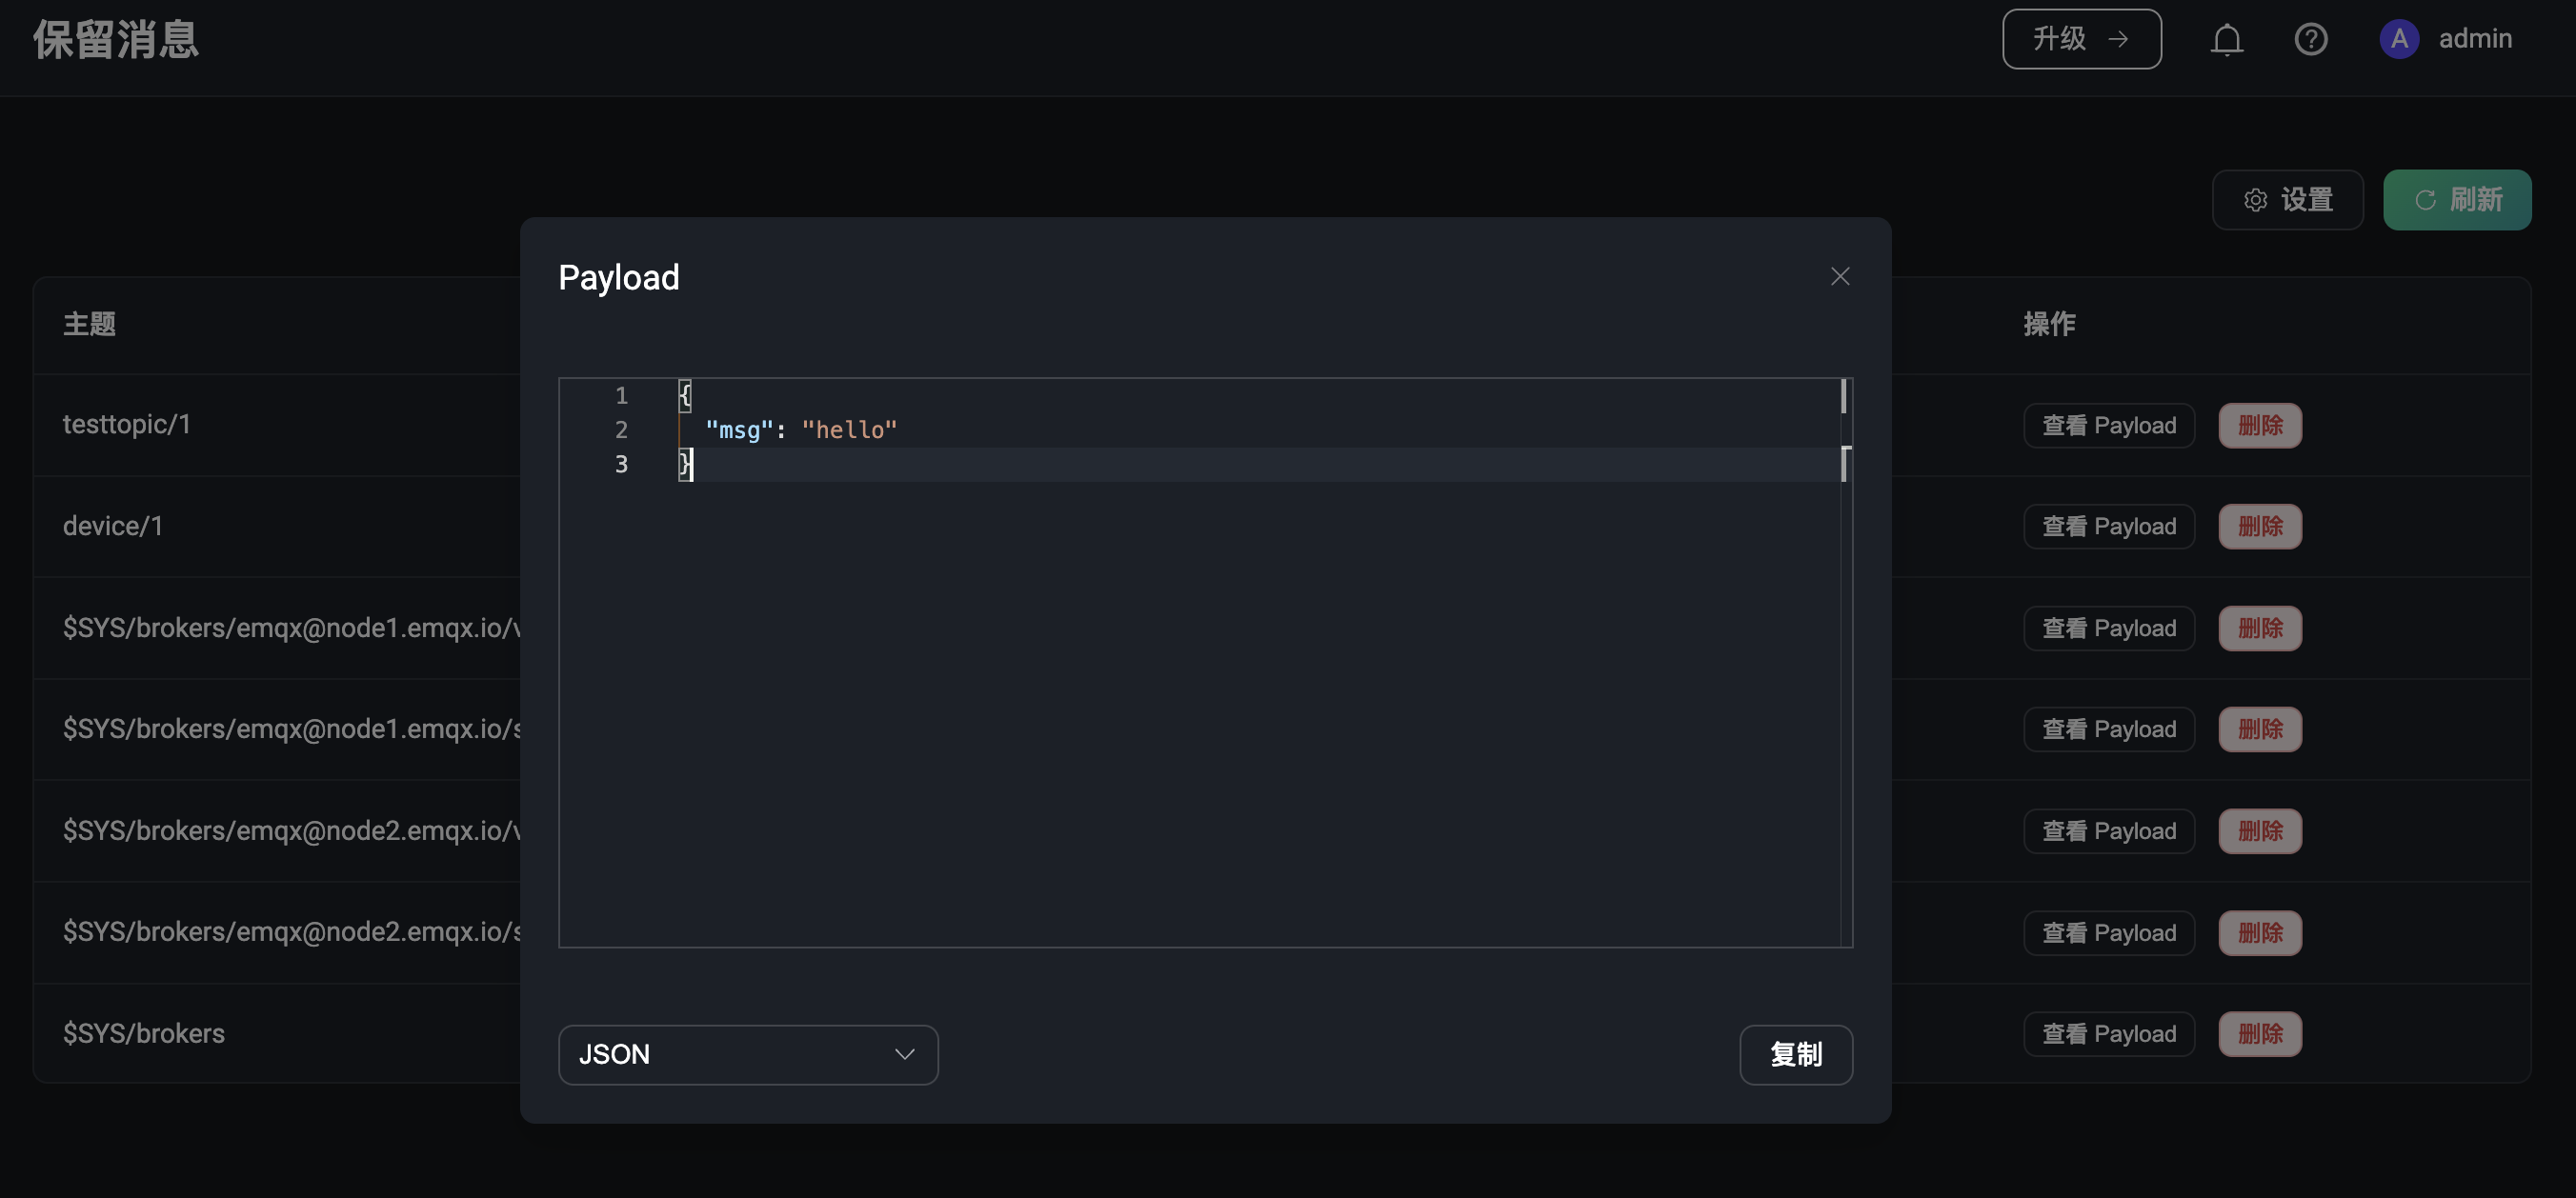 保留消息
升级 →
A admin
设置
刷新
主题
操作
testtopic/1
查看 Payload 删除
device/1
查看 Payload 删除
$SYS/brokers/emqx@node1.emqx.io/
查看 Payload 删除
$SYS/brokers/emqx@node1.emqx.io/
查看 Payload 删除
$SYS/brokers/emqx@node2.emqx.io/
查看 Payload 删除
$SYS/brokers/emqx@node2.emqx.io/
查看 Payload 删除
$SYS/brokers
查看 Payload 删除
Payload
1 {
2 "msg": "hello"
3 }
JSON
复制